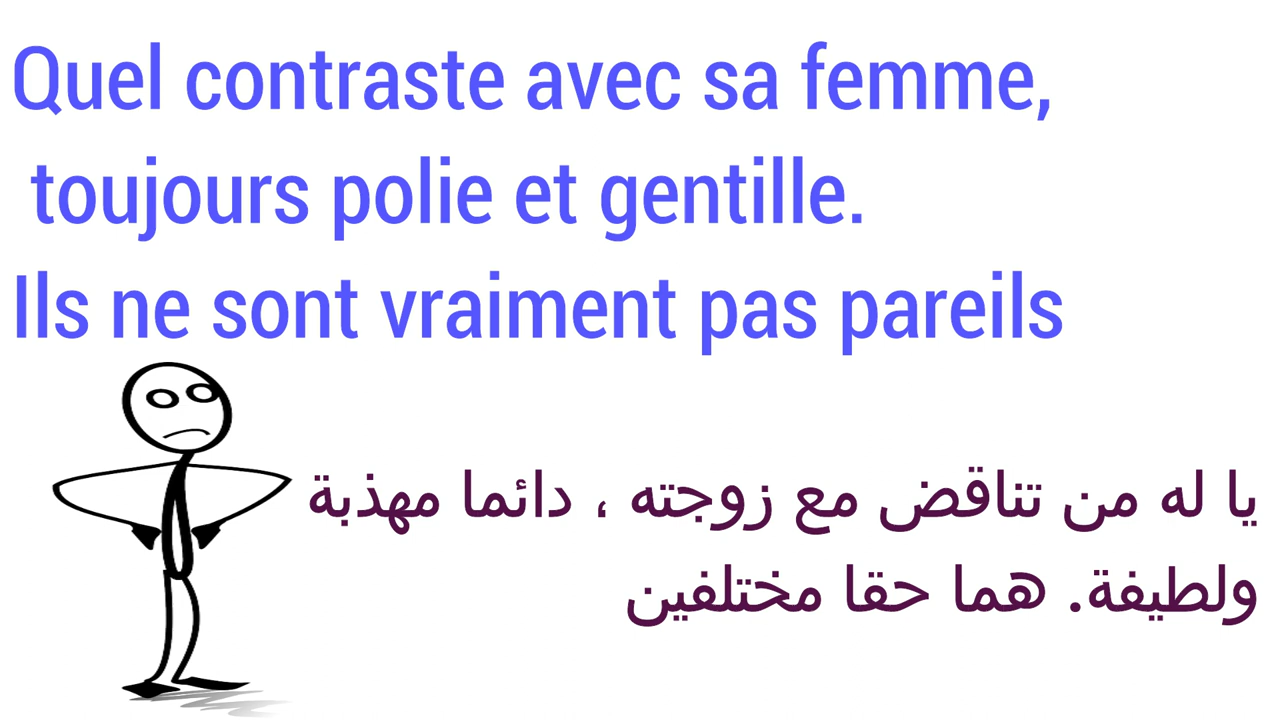 Quel contraste avec sa femme,
toujours polie et gentille.
Ils ne sont vraiment pas pareils
يا له من تناقض مع زوجته ، دائما مهذبة
ولطيفة. هما حقا مختلفين